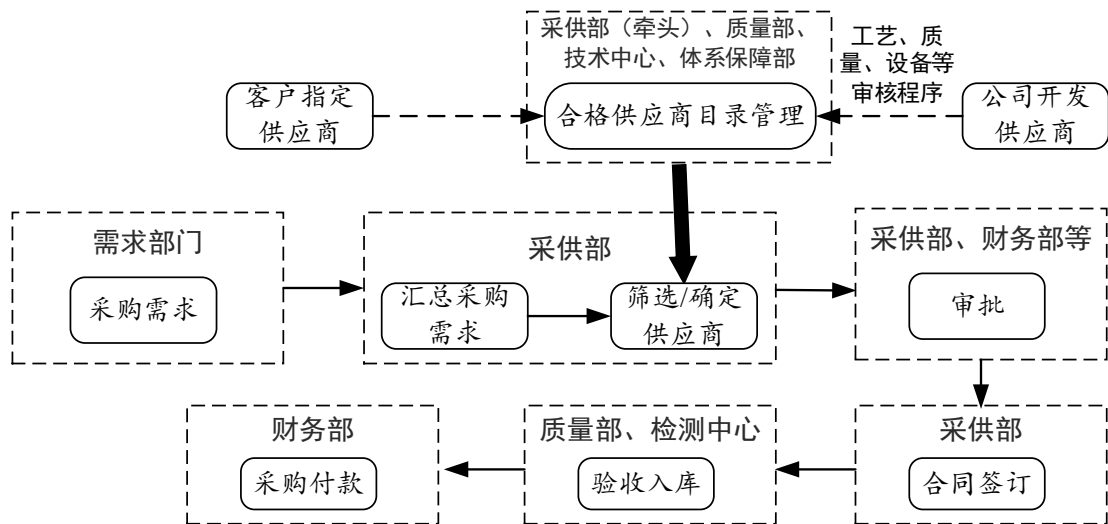 采供部（牵头）、质量部、
技术中心、体系保障部
工艺、质
量、设备等
审核程序
客户指定
供应商
合格供应商目录管理
公司开发
供应商
需求部门
采购需求
采供部
汇总采购
需求
筛选/确定
供应商
采供部、财务部等
审批
财务部
采购付款
质量部、检测中心
验收入库
采供部
合同签订